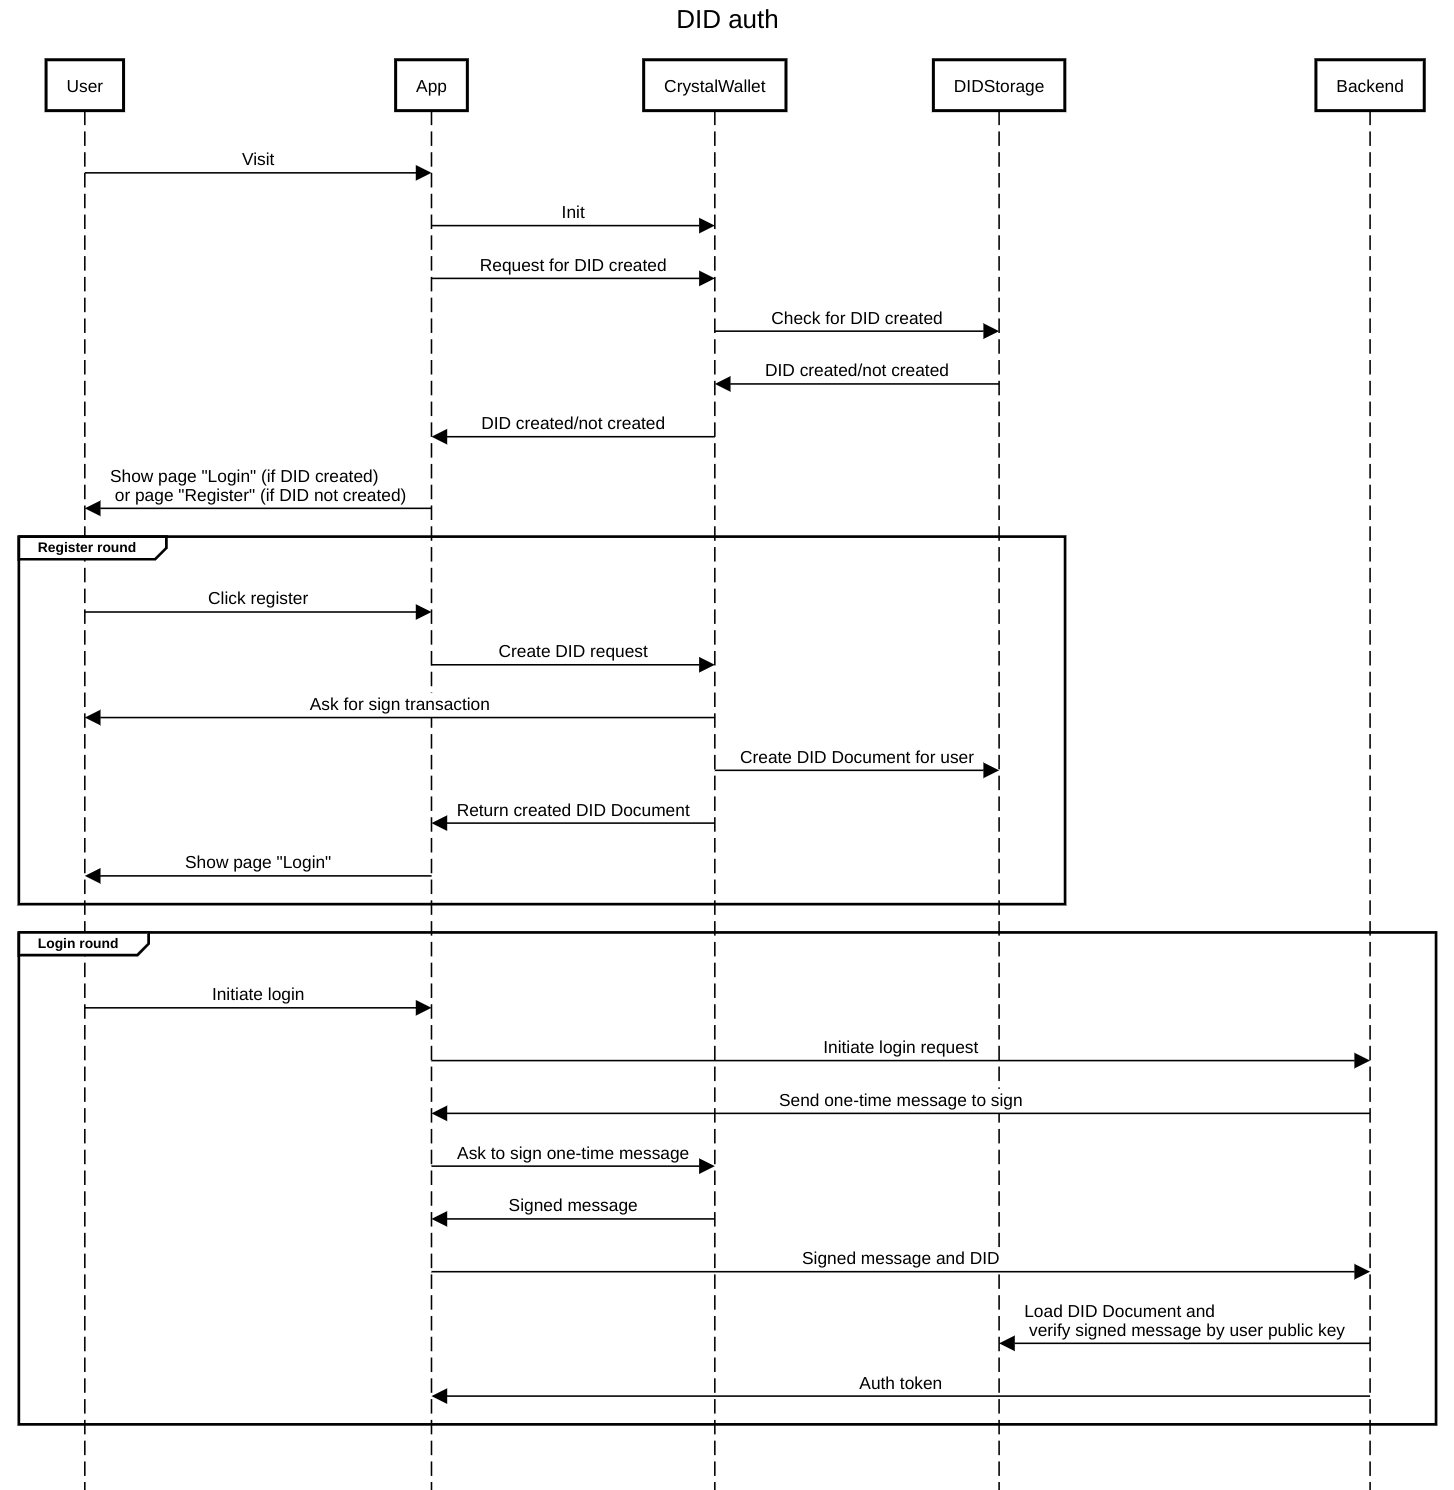 DID auth
User
App
CrystalWallet
DIDStorage
Backend
Visit
Init
Request for DID created
Check for DID created
DID created/not created
DID created/not created
Show page "Login" (if DID created)
or page "Register" (if DID not created)
Register round
Click register
Create DID request
Ask for sign transaction
Create DID Document for user
Return created DID Document
Show page "Login"
Login round
Initiate login
Initiate login request
Send one-time message to sign
Ask to sign one-time message
Signed message
Signed message and DID
Load DID Document and
verify signed message by user public key
Auth token